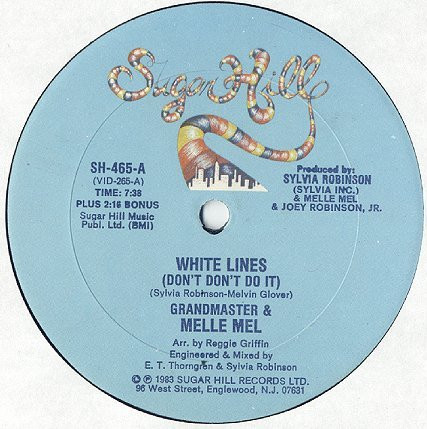 Sugar Hill
SH-465-A
(VID-265-A)
TIME: 7:38
PLUS 2:16 BONUS
Sugar Hill Music
Publ. Ltd. (BMI)
Produced by:
SYLVIA ROBINSON
(SYLVIA INC.)
& MELLE MEL
& JOEY ROBINSON, JR.
WHITE LINES
(DON'T DON'T DO IT)
(Sylvia Robinson-Melvin Glover)
GRANDMASTER &
MELLE MEL
Arr. by Reggie Griffin
Engineered & Mixed by
E. T. Thorngren & Sylvia Robinson
© ℗ 1983 SUGAR HILL RECORDS LTD.
96 West Street, Englewood, N.J. 07631